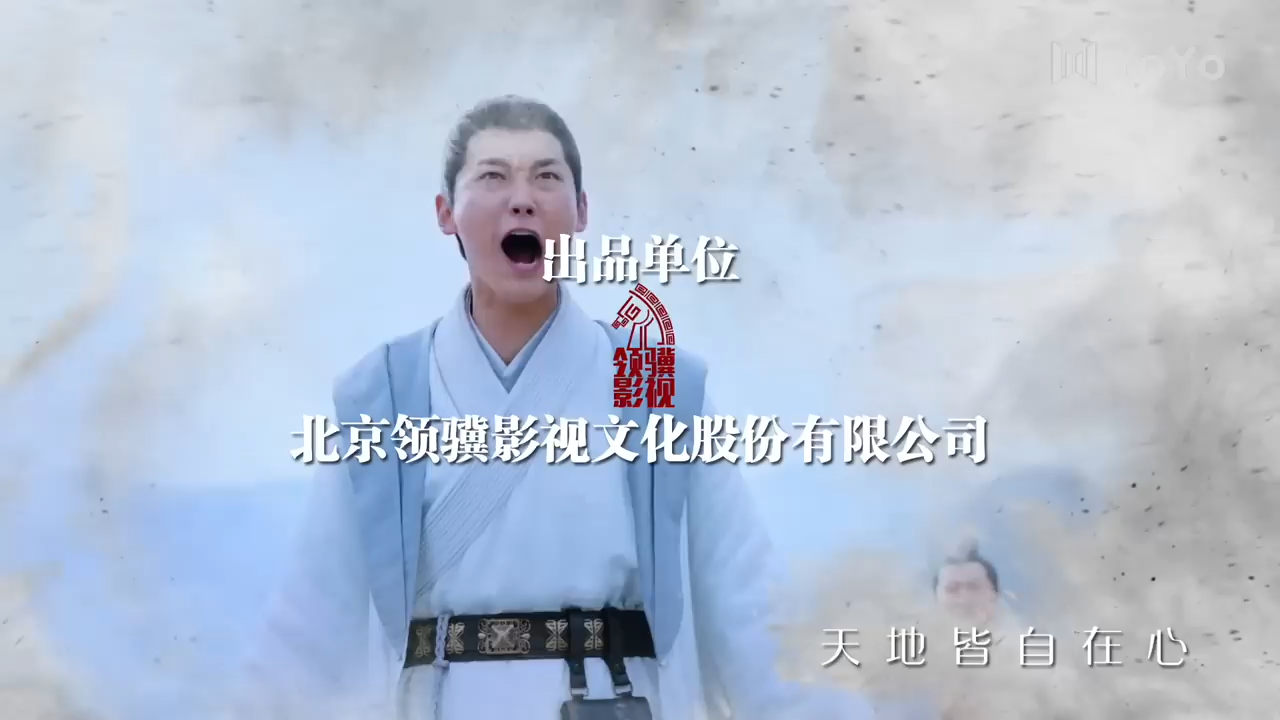 出品单位
领骥
影视
北京领骥影视文化股份有限公司
天地皆自在心